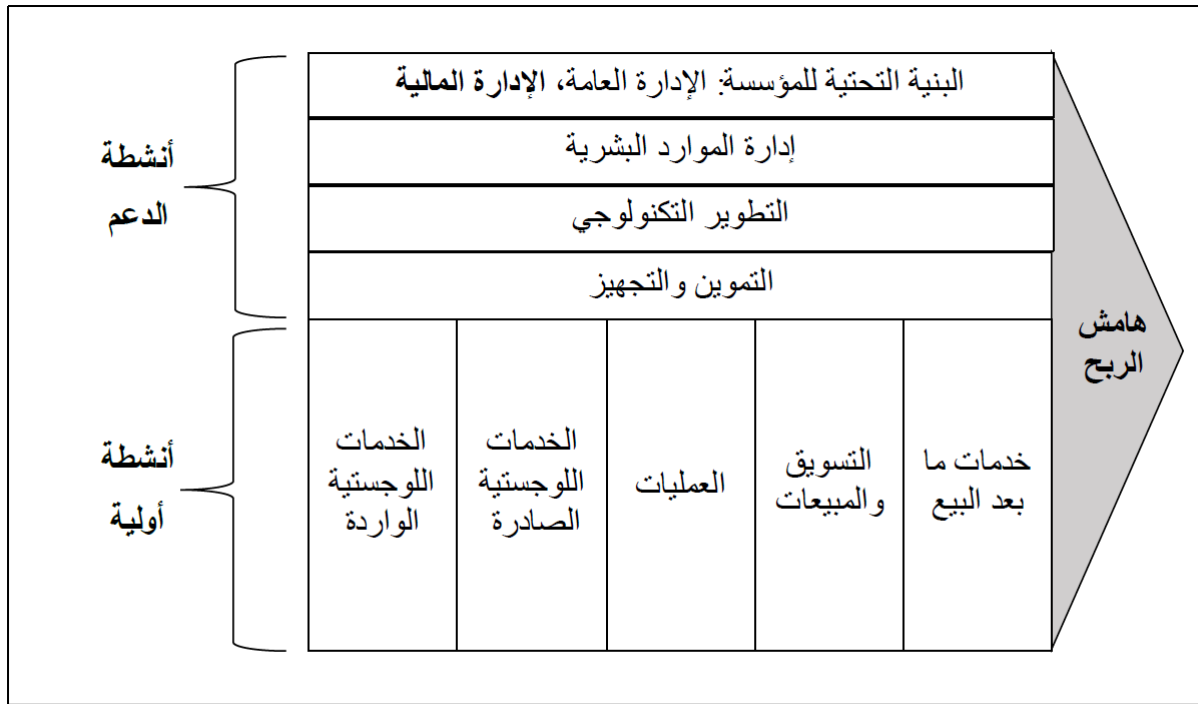 البنية التحتية للمؤسسة: الإدارة العامة، الإدارة المالية
إدارة الموارد البشرية
التطوير التكنولوجي
التموين والتجهيز
أنشطة
الدعم
هامش
الربح
خدمات ما
بعد البيع
التسويق
والمبيعات
العمليات
الخدمات
اللوجستية
الصادرة
الخدمات
اللوجستية
الواردة
أنشطة
أولية